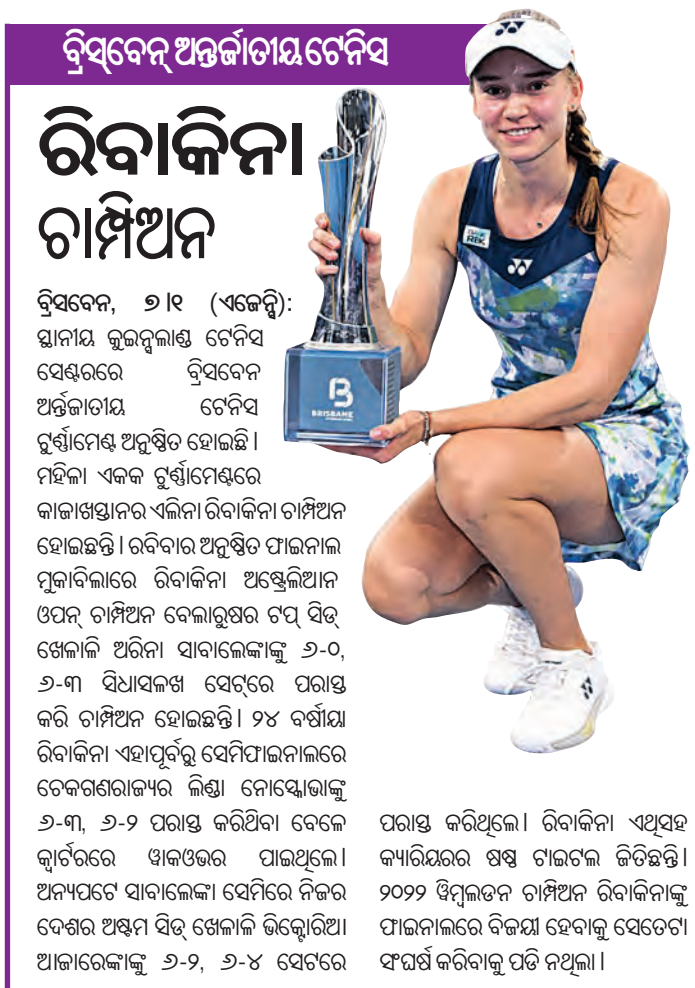 ବ୍ରିସ୍‌ବେନ୍ ଅନ୍ତର୍ଜାତୀୟ ଟେନିସ
ରିବାକିନା
ଚାମ୍ପିଅନ
ବ୍ରିସବେନ, ୭।୧ (ଏଜେନ୍ସି):
ସ୍ଥାନୀୟ କୁଇନ୍ସଲାଣ୍ଡ ଟେନିସ
ସେଣ୍ଟରରେ ବ୍ରିସବେନ
ଅର୍ନ୍ତଜାତୀୟ ଟେନିସ
ଟୁର୍ଣ୍ଣାମେଣ୍ଟ ଅନୁଷ୍ଠିତ ହୋଇଛି।
ମହିଳା ଏକକ ଟୁର୍ଣ୍ଣାମେଣ୍ଟରେ
କାଜାଖସ୍ତାନର ଏଲିନା ରିବାକିନା ଚାମ୍ପିଅନ
ହୋଇଛନ୍ତି। ରବିବାର ଅନୁଷ୍ଠିତ ଫାଇନାଲ
ମୁକାବିଲାରେ ରିବାକିନା ଅଷ୍ଟ୍ରେଲିଆନ
ଓପନ୍ ଚାମ୍ପିଅନ ବେଲାରୁଷର ଟପ୍ ସିଡ୍
ଖେଳାଳି ଅରିନା ସାବାଲେଙ୍କାଙ୍କୁ ୬-୦,
୬-୩ ସିଧାସଳଖ ସେଟ୍‌ରେ ପରାସ୍ତ
କରି ଚାମ୍ପିଅନ ହୋଇଛନ୍ତି। ୨୪ ବର୍ଷୀୟା
ରିବାକିନା ଏହାପୂର୍ବରୁ ସେମିଫାଇନାଲରେ
ଚେକଗଣରାଜ୍ୟର ଲିଣ୍ଡା ନୋସ୍କୋଭାଙ୍କୁ
୬-୩, ୬-୨ ପରାସ୍ତ କରିଥିବା ବେଳେ
କ୍ୱାର୍ଟରରେ ୱାକଓଭର ପାଇଥିଲେ।
ଅନ୍ୟପଟେ ସାବାଲେଙ୍କା ସେମିରେ ନିଜର
ଦେଶର ଅଷ୍ଟମ ସିଡ୍ ଖେଳାଳି ଭିକ୍ଟୋରିଆ
ଆଜାରେଙ୍କାଙ୍କୁ ୬-୨, ୬-୪ ସେଟରେ
ପରାସ୍ତ କରିଥିଲେ। ରିବାକିନା ଏଥିସହ
କ୍ୟାରିୟରର ଷଷ୍ଠ ଟାଇଟଲ ଜିତିଛନ୍ତି।
୨୦୨୨ ୱିମ୍ବଲଡନ ଚାମ୍ପିଅନ ରିବାକିନାଙ୍କୁ
ଫାଇନାଲରେ ବିଜୟୀ ହେବାକୁ ସେତେଟା
ସଂଘର୍ଷ କରିବାକୁ ପଡି ନଥିଲା।
B
BRISBANE
BANK
RBK